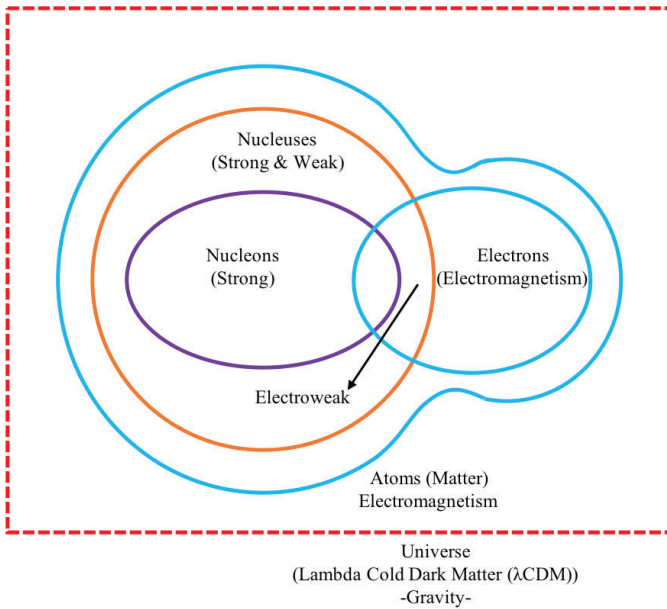 Nucleuses
(Strong & Weak)
Nucleons
(Strong)
Electrons
(Electromagnetism)
Electroweak
Atoms (Matter)
Electromagnetism
Universe
(Lambda Cold Dark Matter (λCDM))
-Gravity-